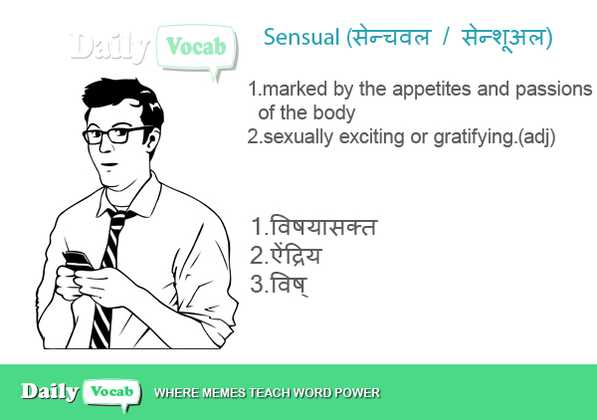 Daily Vocab
Sensual (सेन्चवल / सेन्शूअल)
1.marked by the appetites and passions
of the body
2.sexually exciting or gratifying.(adj)
1.विषयासक्त
2.ऐंद्रिय
3.विष्
Daily Vocab WHERE MEMES TEACH WORD POWER